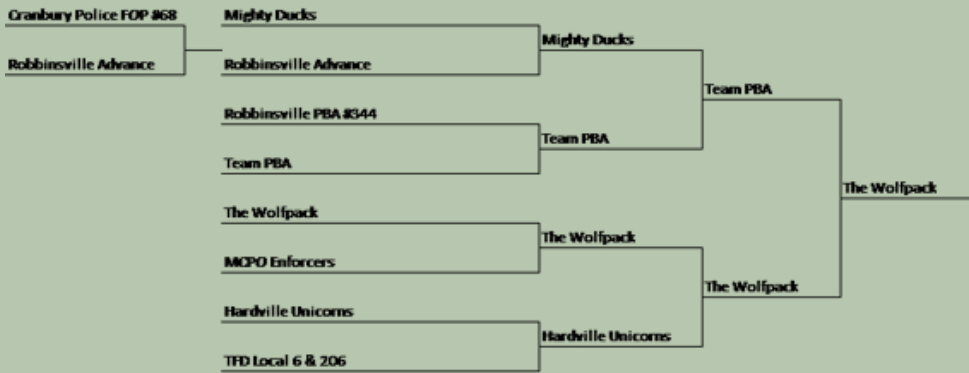 Cranbury Police FOP #68
Robbinsville Advance
Mighty Ducks
Robbinsville Advance
Robbinsville PBA #344
Team PBA
The Wolfpack
MCPO Enforcers
Hardville Unicorns
TFD Local 6 & 206
Mighty Ducks
Team PBA
The Wolfpack
Hardville Unicorns
Team PBA
The Wolfpack
The Wolfpack